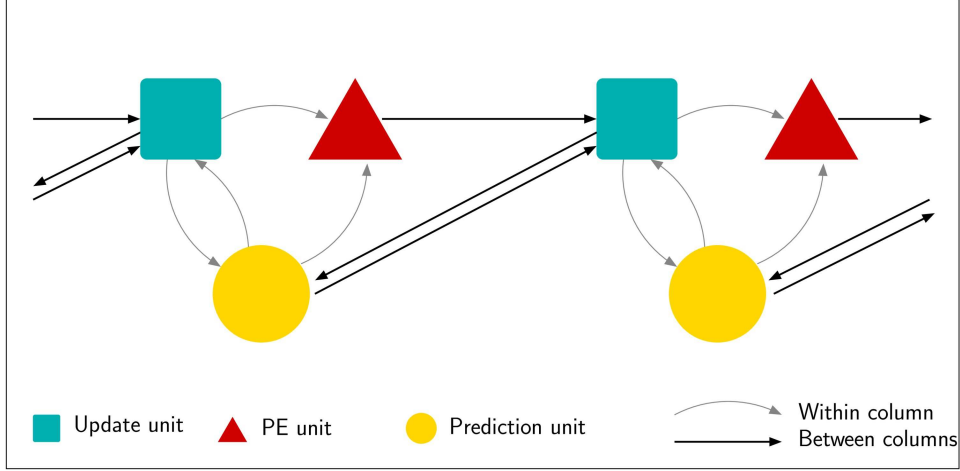 Update unit
PE unit
Prediction unit
Within column
Between columns